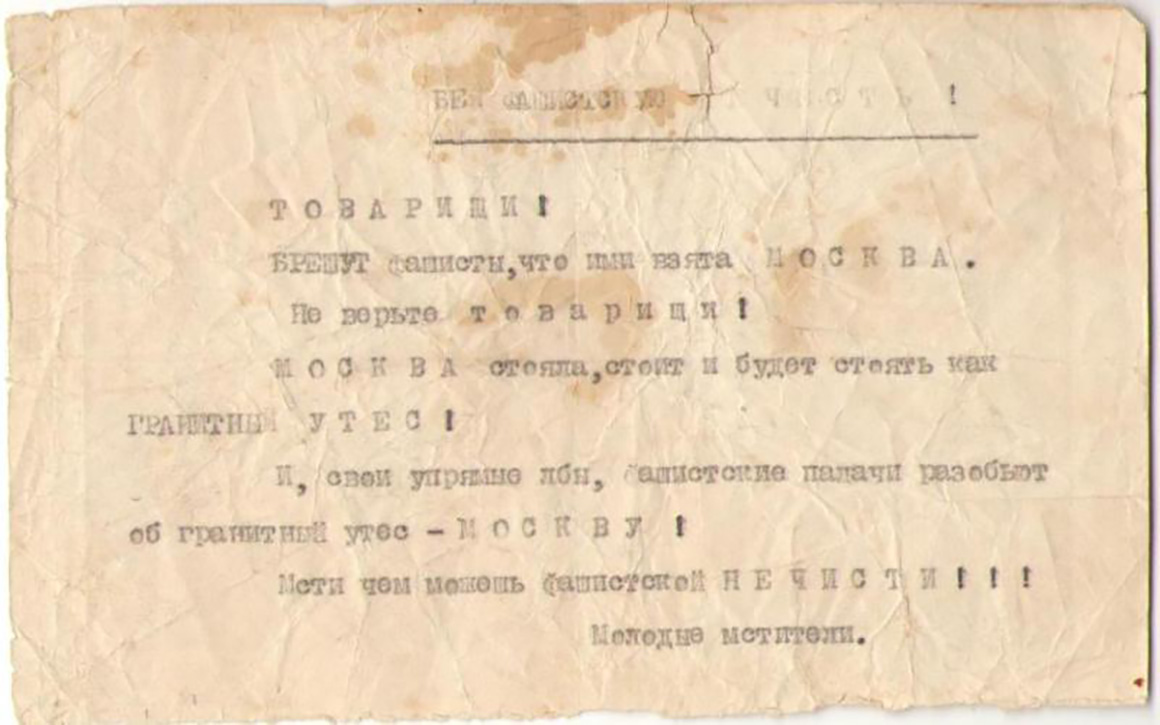 БЕЙ ФАШИСТСКУЮ Н Е Ч И С Т Ь !
Т О В А Р И Щ И !
БРЕШУТ фашисты,что ими взята М О С К В А .
Не верьте т о в а р и щ и !
М О С К В А стояла,стоит и будет стоять как
ГРАНИТНЫЙ У Т Е С !
И, свои упрямые лбы, фашистские палачи разобьют
об гранитный утес – М О С К В У !
Мсти чем можешь фашистской Н Е Ч И С Т И ! ! !
Молодые мстители.